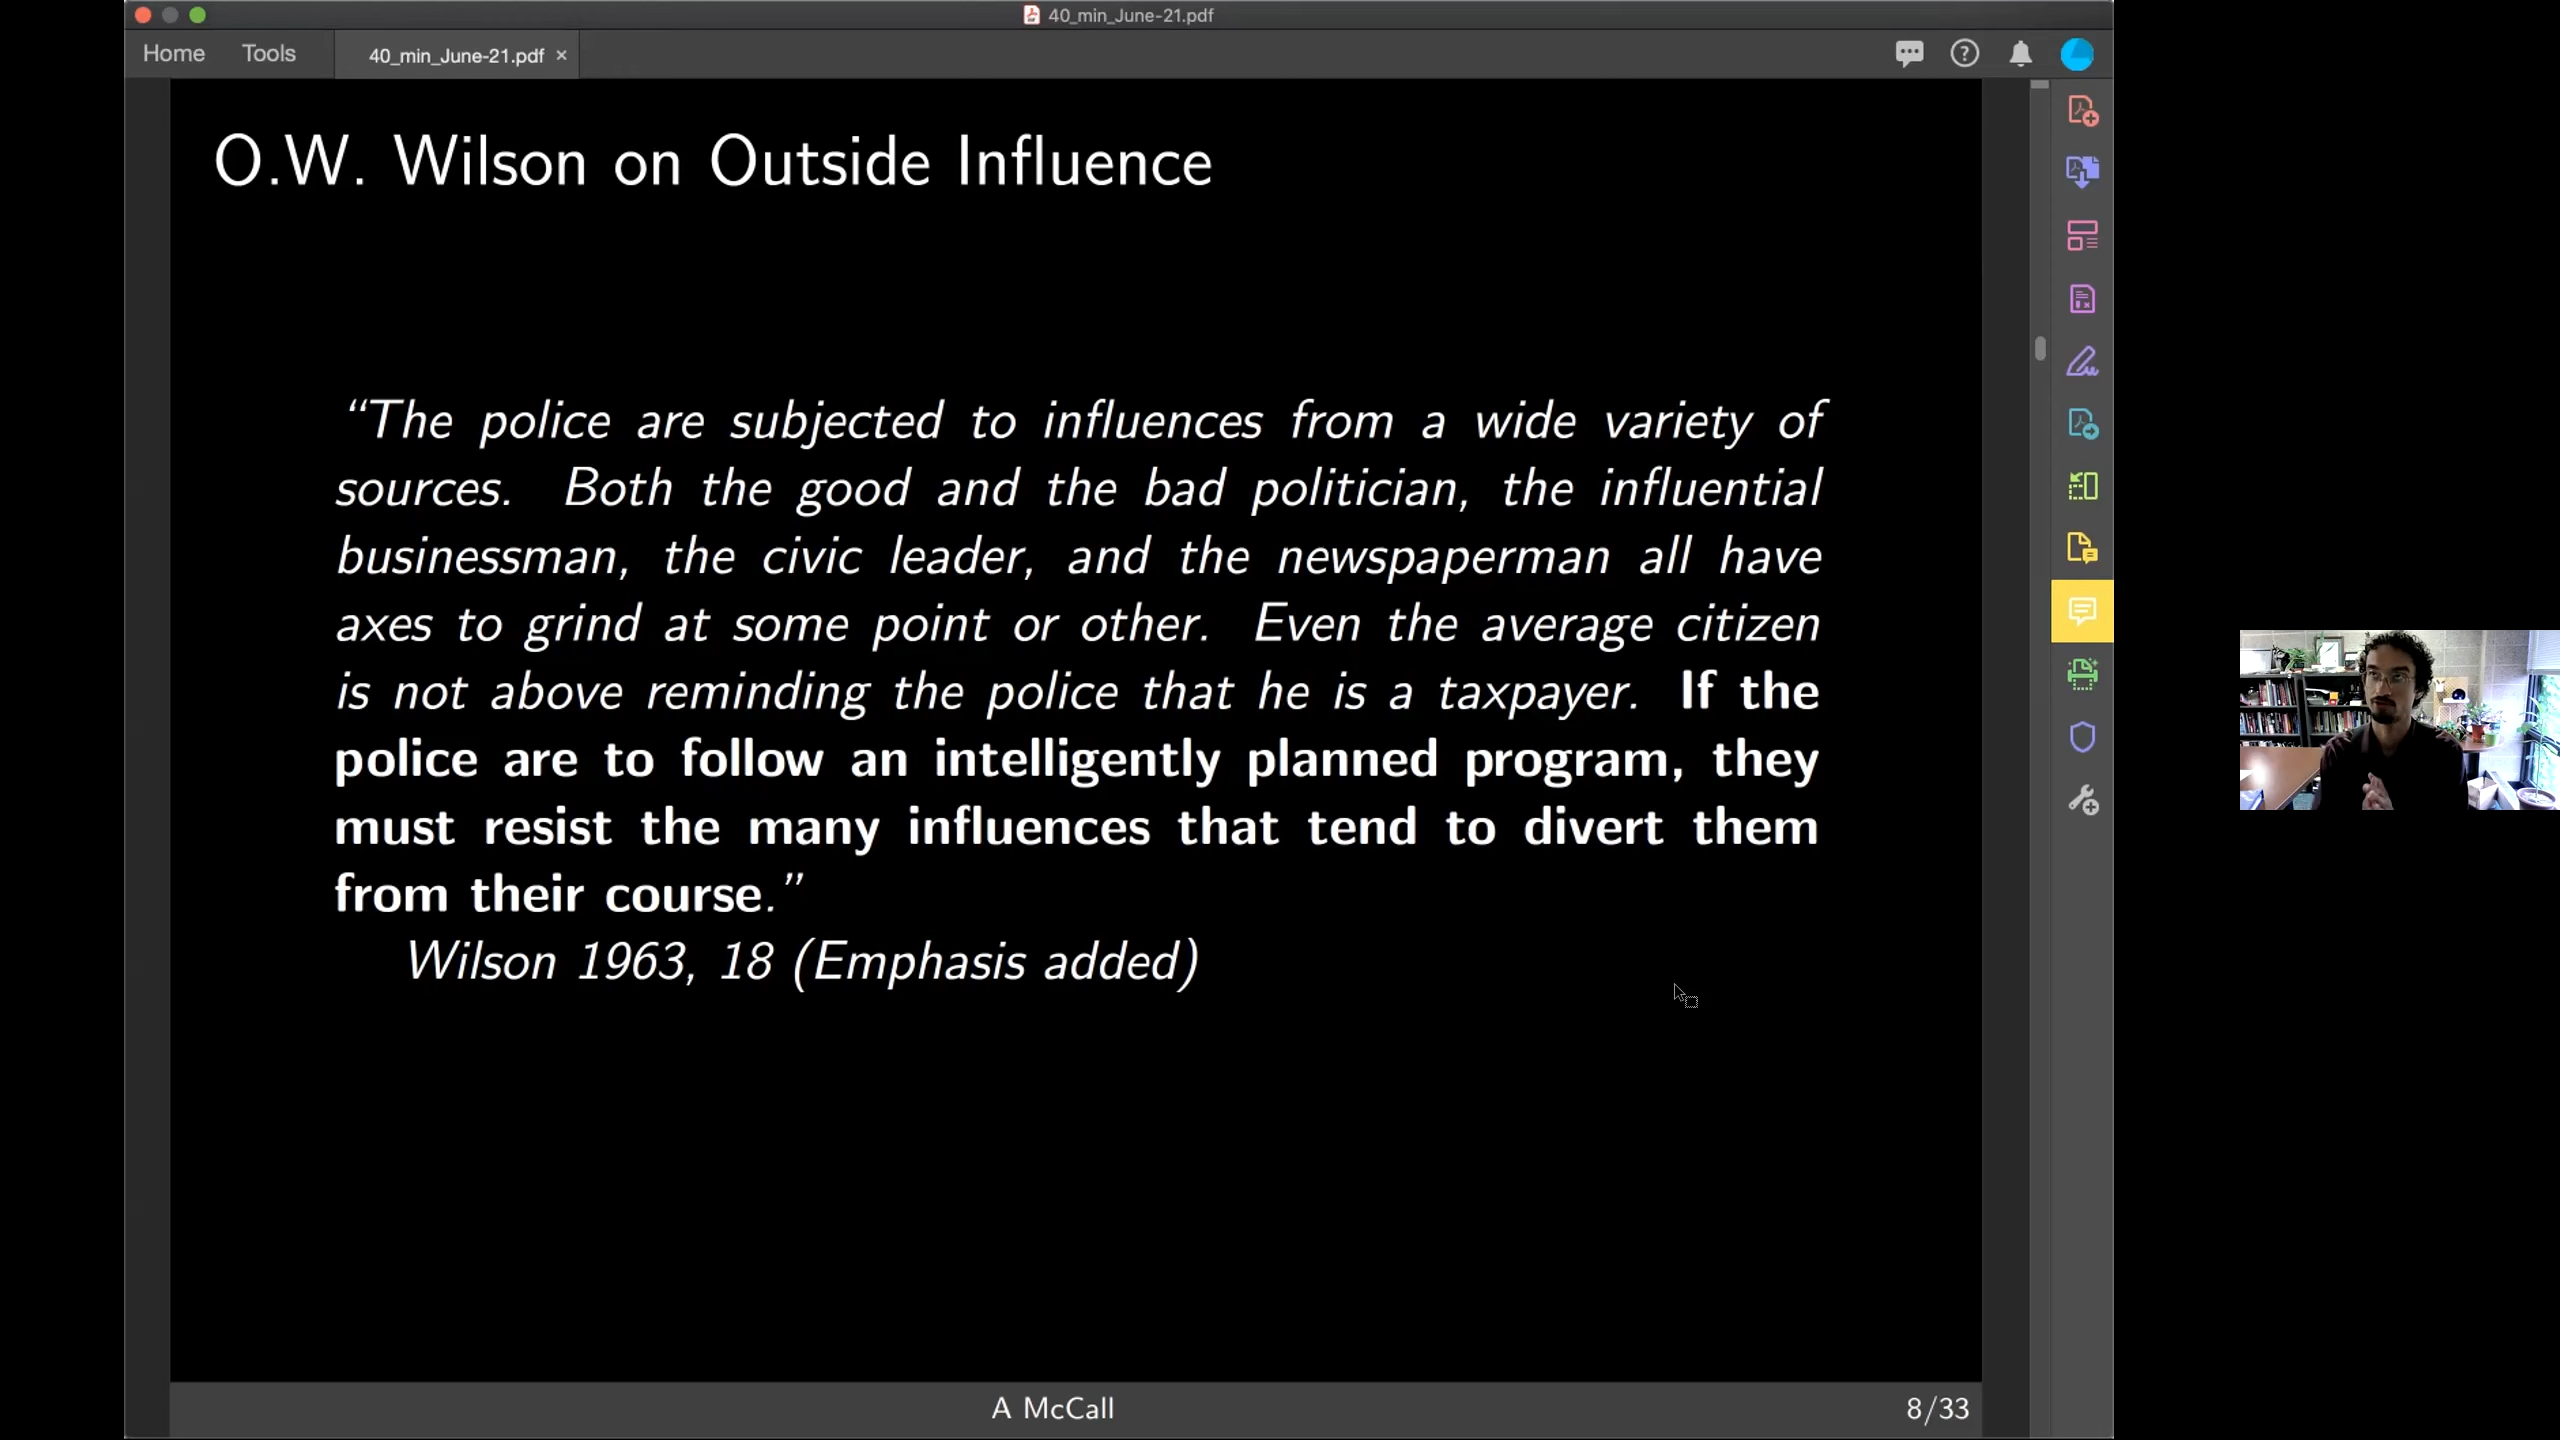 40_min_June-21.pdf
Home Tools 40_min_June-21.pdf ×
O.W. Wilson on Outside Influence
“The police are subjected to influences from a wide variety of
sources. Both the good and the bad politician, the influential
businessman, the civic leader, and the newspaperman all have
axes to grind at some point or other. Even the average citizen
is not above reminding the police that he is a taxpayer. If the
police are to follow an intelligently planned program, they
must resist the many influences that tend to divert them
from their course.”
Wilson 1963, 18 (Emphasis added)
A McCall 8/33